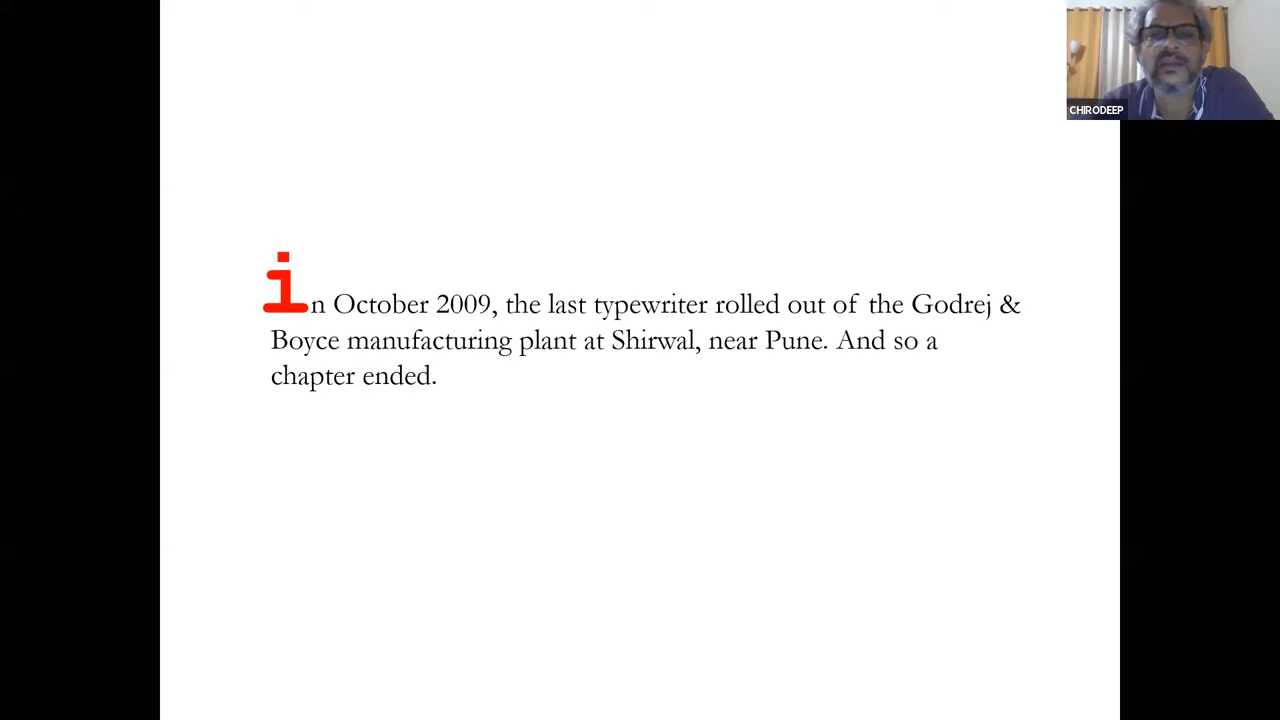 CHIRODEEP
in October 2009, the last typewriter rolled out of the Godrej &
Boyce manufacturing plant at Shirwal, near Pune. And so a
chapter ended.